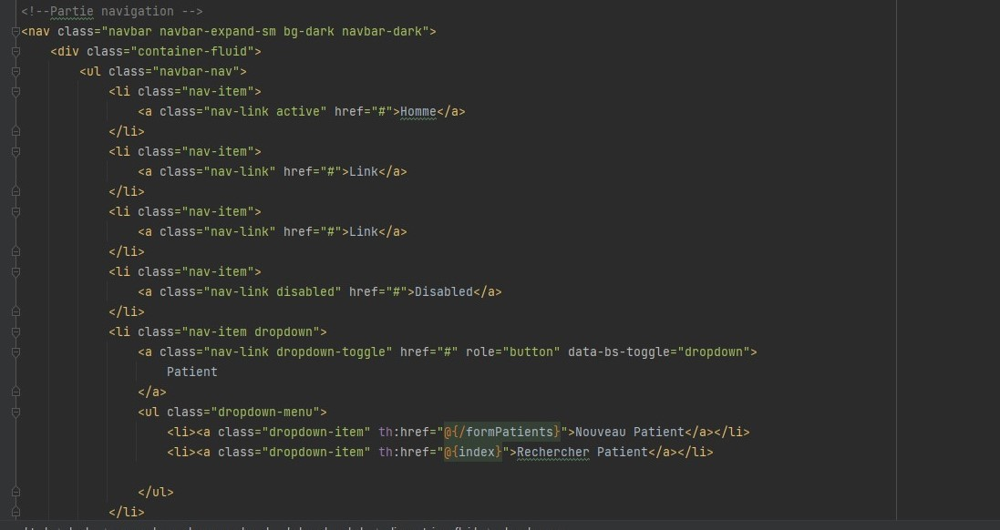 <!--Partie navigation -->
<nav class="navbar navbar-expand-sm bg-dark navbar-dark">
<div class="container-fluid">
<ul class="navbar-nav">
<li class="nav-item">
<a class="nav-link active" href="#">Homme</a>
</li>
<li class="nav-item">
<a class="nav-link" href="#">Link</a>
</li>
<li class="nav-item">
<a class="nav-link" href="#">Link</a>
</li>
<li class="nav-item">
<a class="nav-link disabled" href="#">Disabled</a>
</li>
<li class="nav-item dropdown">
<a class="nav-link dropdown-toggle" href="#" role="button" data-bs-toggle="dropdown">
Patient
</a>
<ul class="dropdown-menu">
<li><a class="dropdown-item" th:href="@{/formPatients}">Nouveau Patient</a></li>
<li><a class="dropdown-item" th:href="@{index}">Rechercher Patient</a></li>
</ul>
</li>